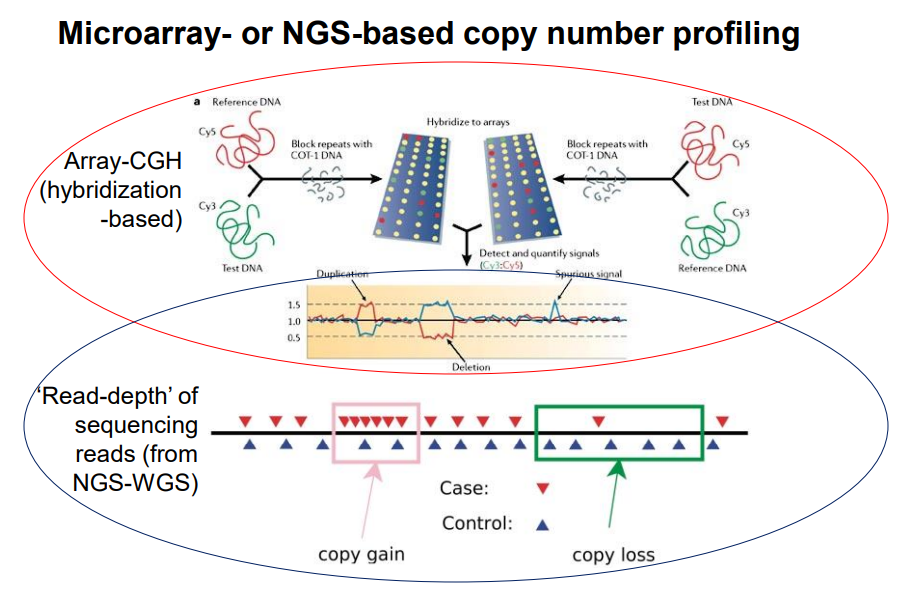 Microarray- or NGS-based copy number profiling
a
Reference DNA
Test DNA
Hybridize to arrays
Cy5
Cy5
Block repeats with
COT-1 DNA
Block repeats with
COT-1 DNA
Array-CGH
(hybridization
-based)
Cy3
Cy3
Test DNA
Reference DNA
Detect and quantify signals
(Cy3:Cy5)
Duplication
Spurious signal
1.5
1.0
0.5
Deletion
‘Read-depth’ of
sequencing
reads (from
NGS-WGS)
Case:
Control:
copy gain
copy loss